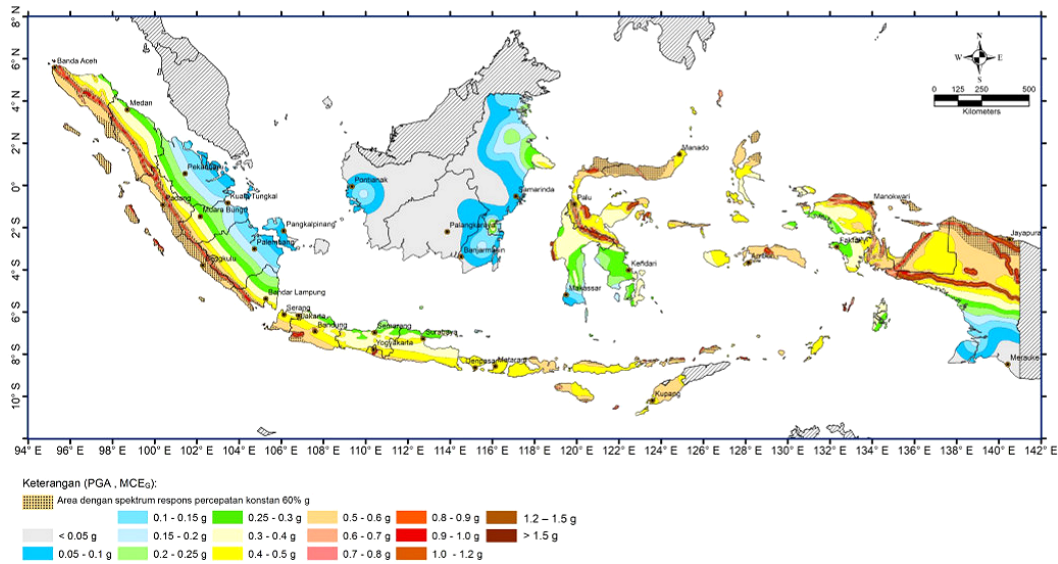 8° N
6° N
4° N
2° N
0°
2° S
4° S
6° S
8° S
10° S
N
W E
S
0 125 250 500
Kilometers
Banda Aceh
Medan
Manado
Pekanbaru
Pontianak
Samarinda
Padang
Kuala Tungkal
Palu
Manokwari
Muara Bungo
Pangkalpinang
Palangkaraya
Jayapura
Palembang
Banjarmasin
Fakfak
Bengkulu
Ambon
Kendari
Bandar Lampung
Makassar
Serang
Jakarta
Bandung
Semarang
Surabaya
Yogyakarta
Denpasar
Mataram
Merauke
Kupang
94° E 96° E 98° E 100° E 102° E 104° E 106° E 108° E 110° E 112° E 114° E 116° E 118° E 120° E 122° E 124° E 126° E 128° E 130° E 132° E 134° E 136° E 138° E 140° E 142° E
Keterangan (PGA , MCEG):
Area dengan spektrum respons percepatan konstan 60% g
0.1 - 0.15 g 0.25 - 0.3 g 0.5 - 0.6 g 0.8 - 0.9 g 1.2 – 1.5 g
< 0.05 g 0.15 - 0.2 g 0.3 - 0.4 g 0.6 - 0.7 g 0.9 - 1.0 g > 1.5 g
0.05 - 0.1 g 0.2 - 0.25 g 0.4 - 0.5 g 0.7 - 0.8 g 1.0 - 1.2 g